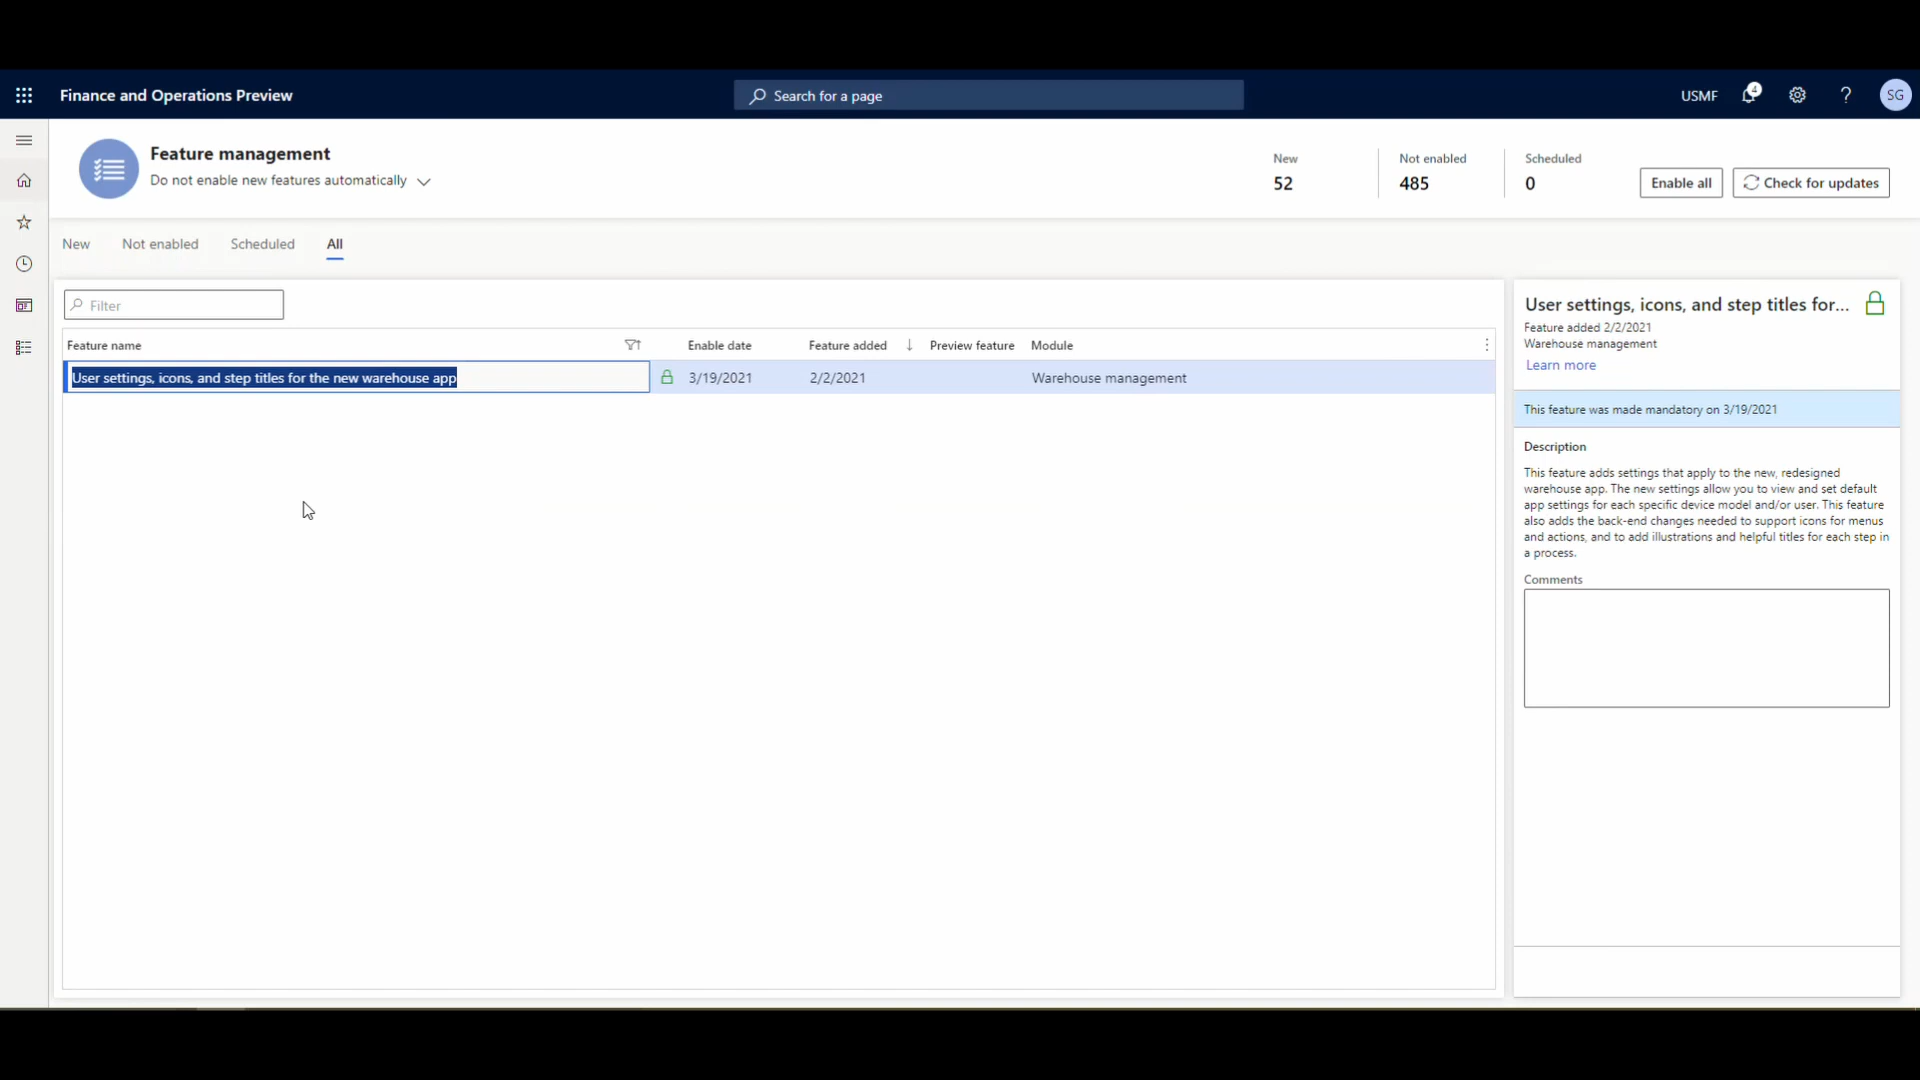 Finance and Operations Preview
Search for a page
USMF
4
?
SG
Feature management
Do not enable new features automatically
New
52
Not enabled
485
Scheduled
0
Enable all
Check for updates
New
Not enabled
Scheduled
All
Filter
Feature name
Enable date
Feature added
Preview feature
Module
User settings, icons, and step titles for the new warehouse app
3/19/2021
2/2/2021
Warehouse management
User settings, icons, and step titles for...
Feature added 2/2/2021
Warehouse management
Learn more
This feature was made mandatory on 3/19/2021
Description
This feature adds settings that apply to the new, redesigned
warehouse app. The new settings allow you to view and set default
app settings for each specific device model and/or user. This feature
also adds the back-end changes needed to support icons for menus
and actions, and to add illustrations and helpful titles for each step in
a process.
Comments